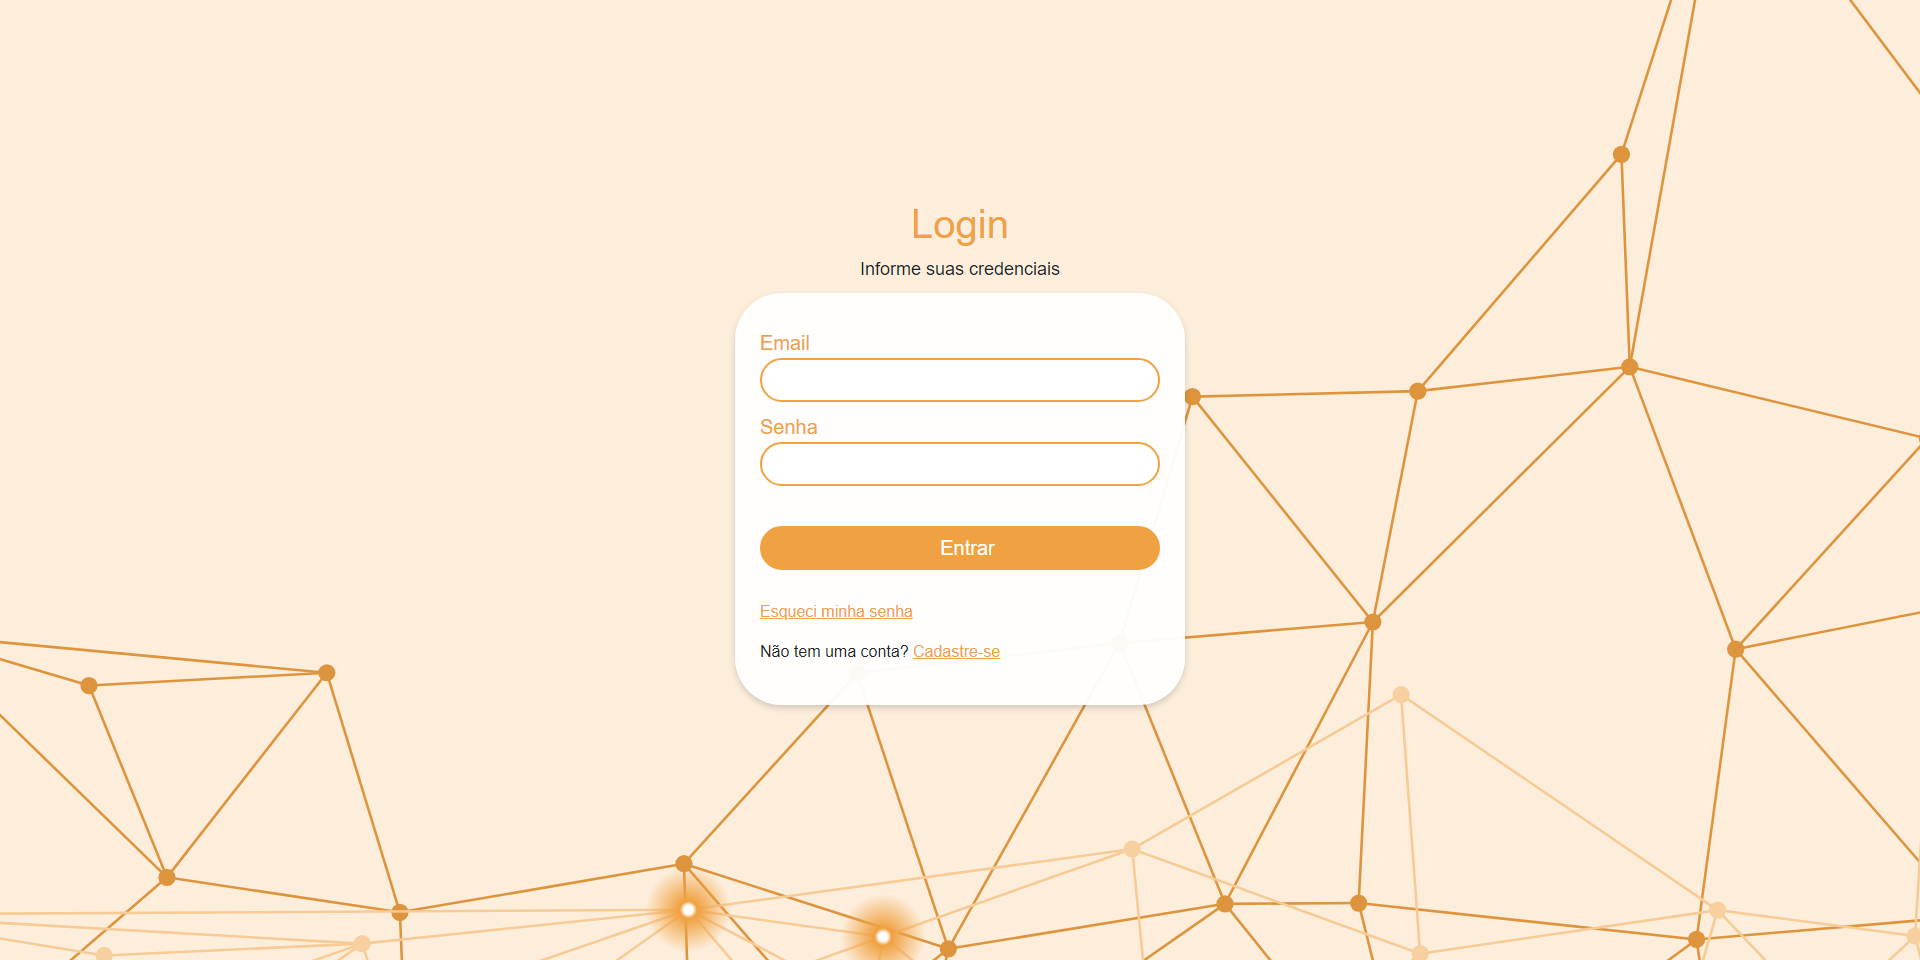 Login
Informe suas credenciais
Email
Senha
Entrar
Esqueci minha senha
Não tem uma conta? Cadastre-se